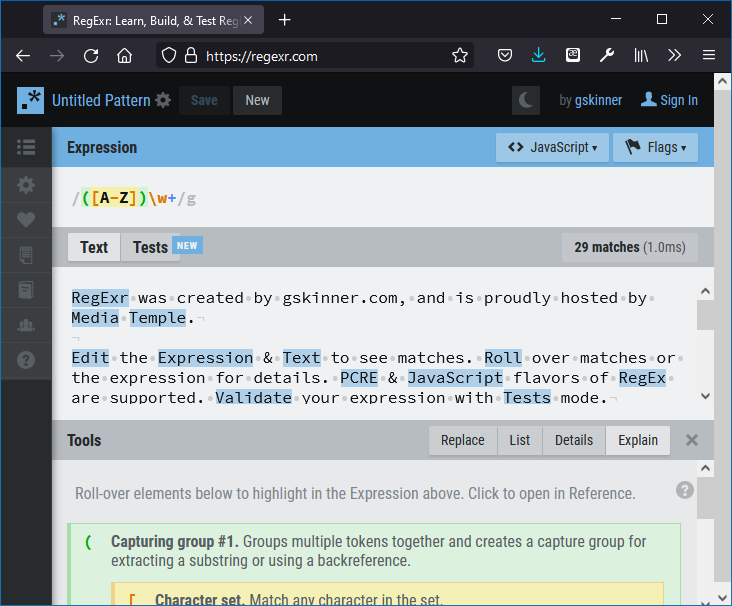 RegExr: Learn, Build, & Test Reg
https://regexr.com
Untitled Pattern Save New by gskinner Sign In
Expression JavaScript Flags
/([A-Z])\w+/g
Text Tests NEW 29 matches (1.0ms)
RegExr was created by gskinner.com, and is proudly hosted by
Media Temple.
Edit the Expression & Text to see matches. Roll over matches or
the expression for details. PCRE & JavaScript flavors of RegEx
are supported. Validate your expression with Tests mode.
Tools Replace List Details Explain
Roll-over elements below to highlight in the Expression above. Click to open in Reference. ?
( Capturing group #1. Groups multiple tokens together and creates a capture group for
extracting a substring or using a backreference.
[ Character set. Match any character in the set.